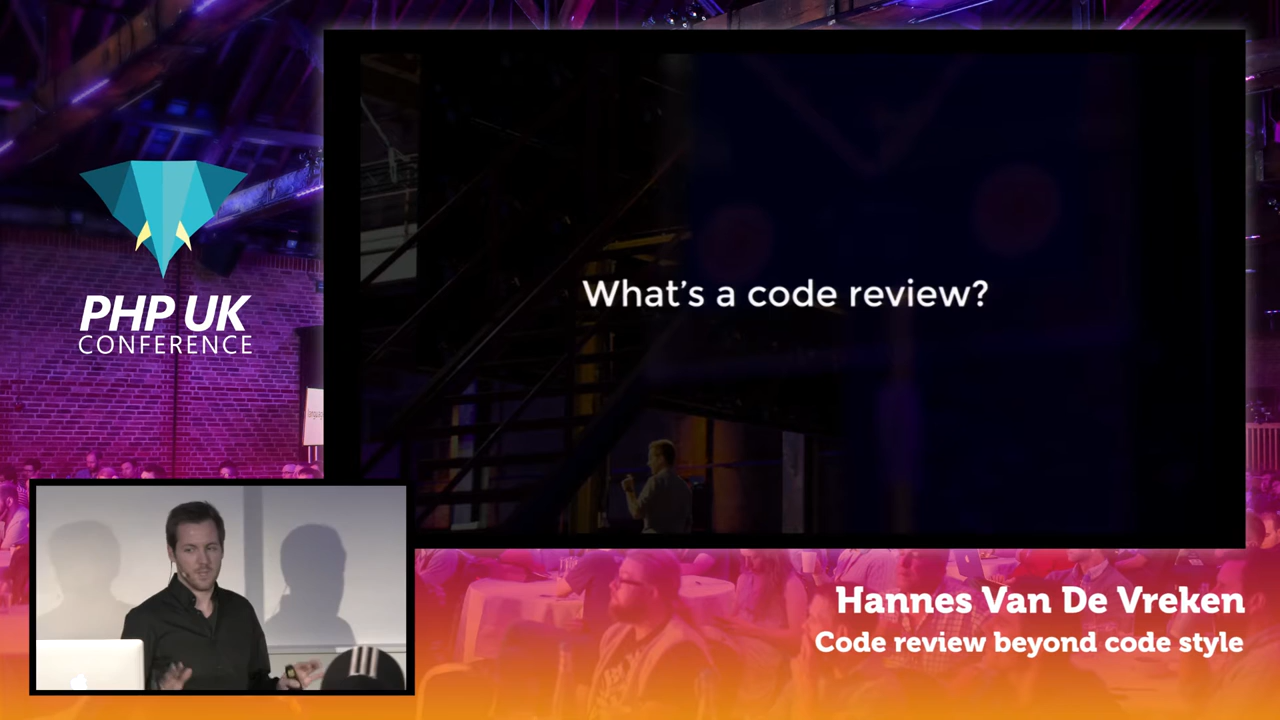 What's a code review?
PHP UK
CONFERENCE
Hannes Van De Vreken
Code review beyond code style